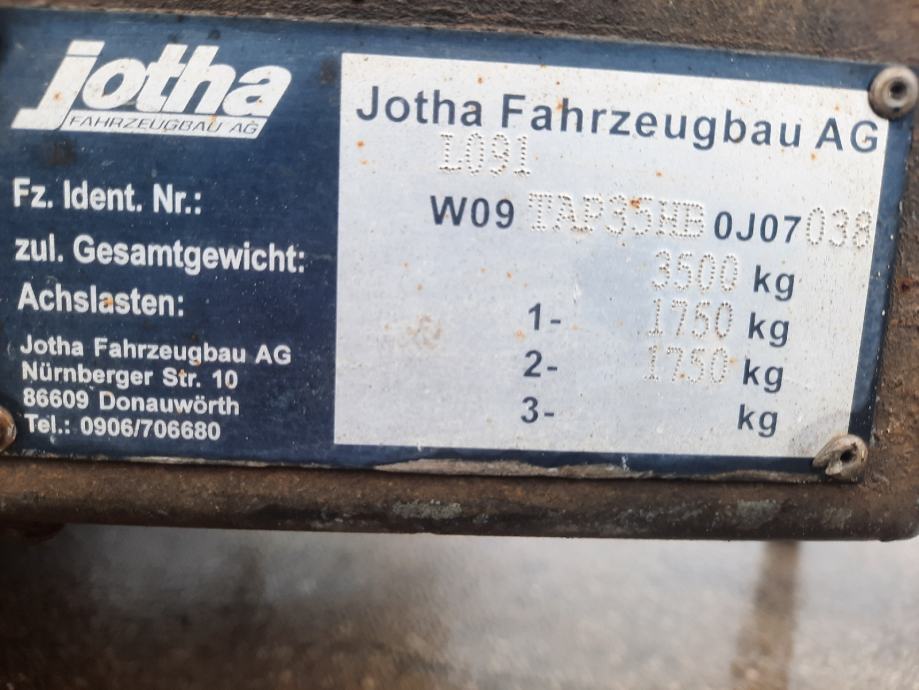 jotha
FAHRZEUGBAU AG
Jotha Fahrzeugbau AG
L091
Fz. Ident. Nr.: W09 TAP35HB 0J07038
zul. Gesamtgewicht: 3500 kg
Achslasten: 1- 1750 kg
2- 1750 kg
3- kg
Jotha Fahrzeugbau AG
Nürnberger Str. 10
86609 Donauwörth
Tel.: 0906/706680